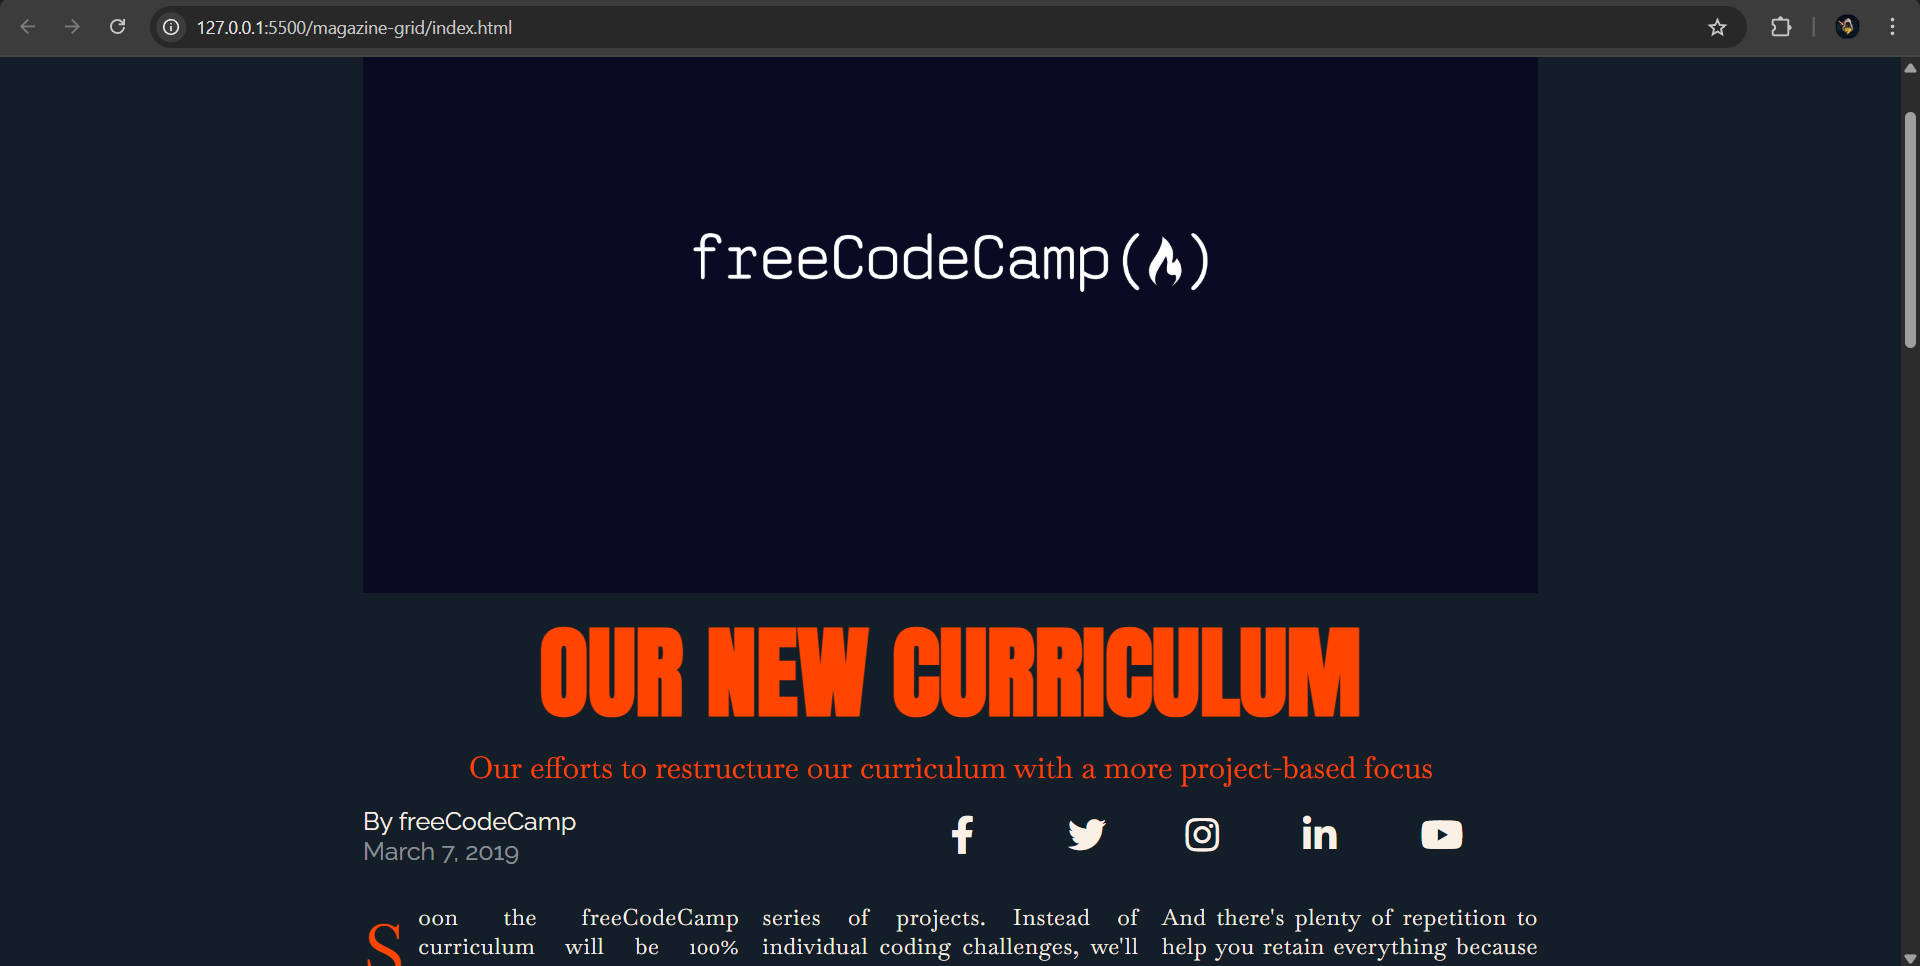 127.0.0.1:5500/magazine-grid/index.html
freeCodeCamp()
OUR NEW CURRICULUM
Our efforts to restructure our curriculum with a more project-based focus
By freeCodeCamp
March 7, 2019
Soon the freeCodeCamp
curriculum will be 100%
series of projects. Instead of
individual coding challenges, we'll
And there's plenty of repetition to
help you retain everything because